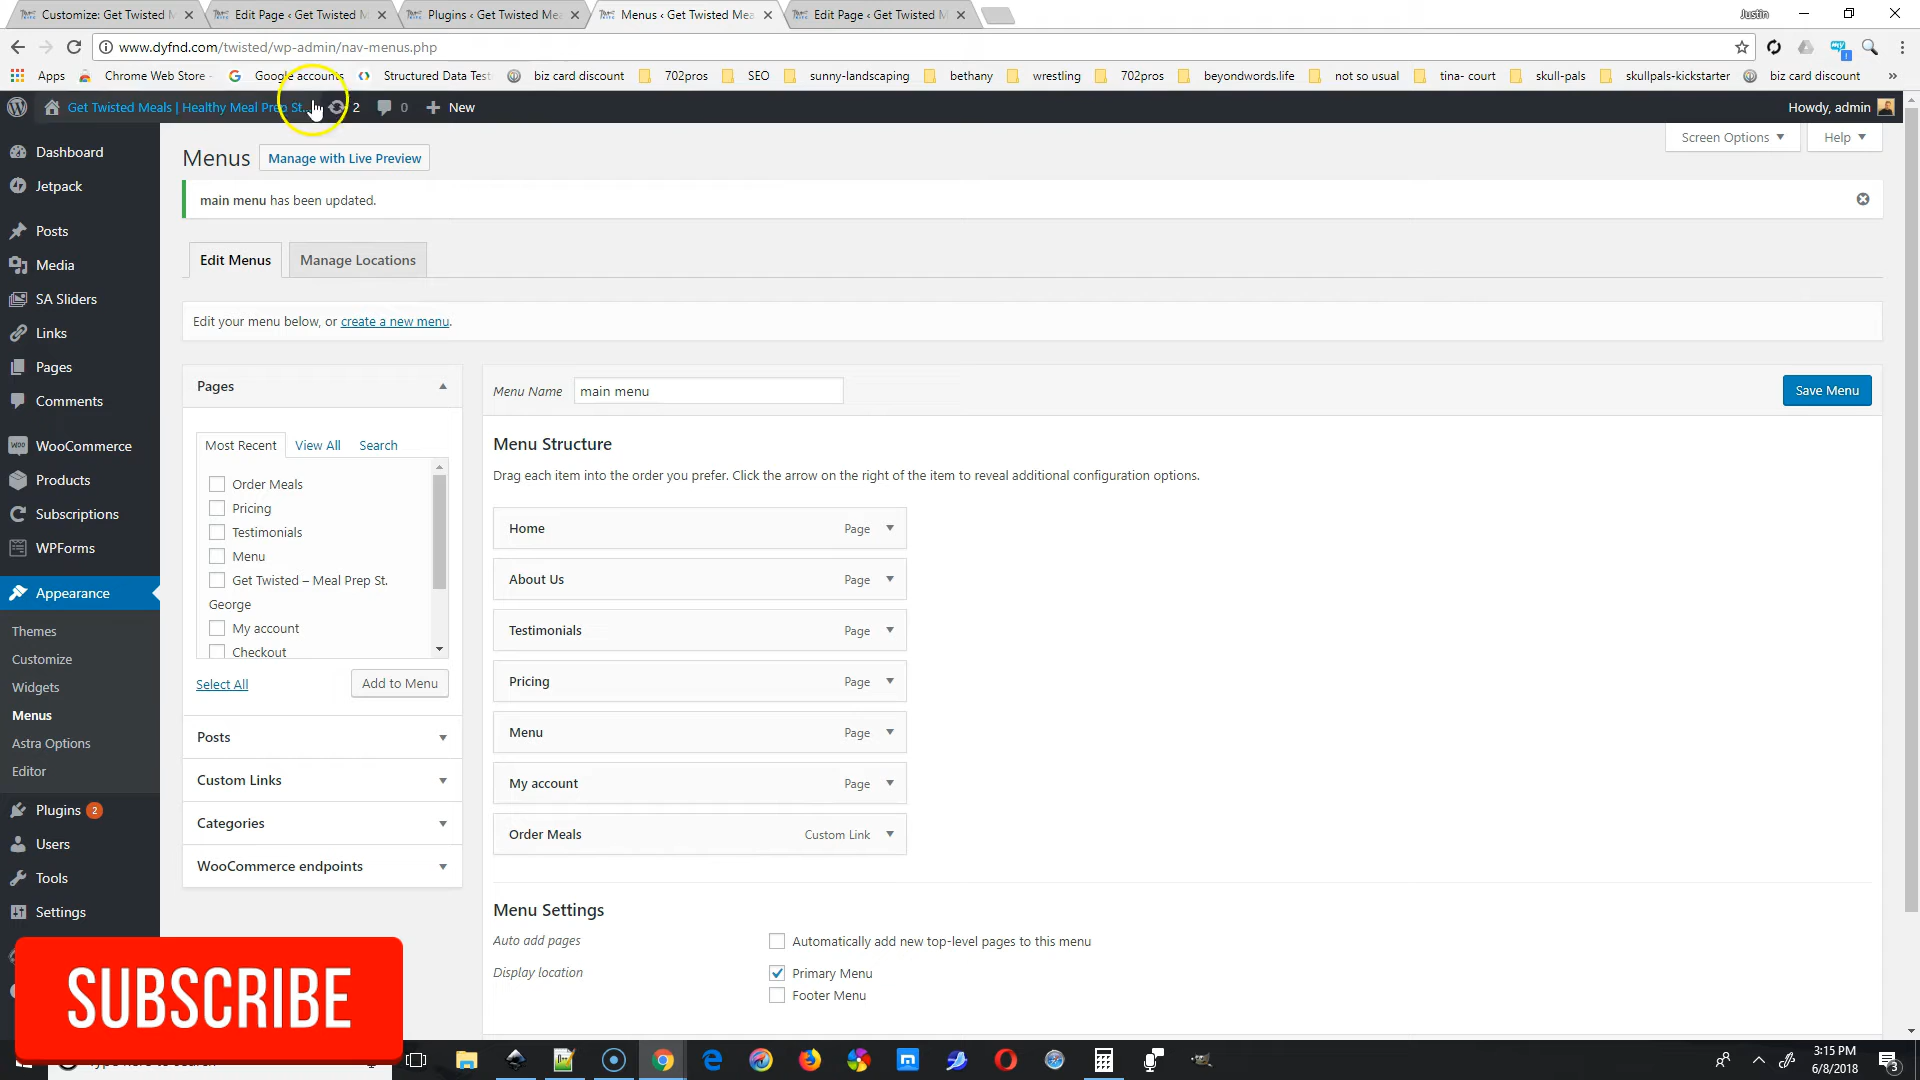 Customize: Get Twisted M
Edit Page ‹ Get Twisted M
Plugins ‹ Get Twisted Mea
Menus ‹ Get Twisted Mea
Edit Page ‹ Get Twisted M
Justin
www.dyfnd.com/twisted/wp-admin/nav-menus.php
Apps
Chrome Web Store
Google accounts
Structured Data Test
biz card discount
702pros
SEO
sunny-landscaping
bethany
wrestling
702pros
beyondwords.life
not so usual
tina- court
skull-pals
skullpals-kickstarter
biz card discount
»
Get Twisted Meals | Healthy Meal Prep St...
2
0
New
Howdy, admin
Dashboard
Jetpack
Posts
Media
SA Sliders
Links
Pages
Comments
WooCommerce
Products
Subscriptions
WPForms
Appearance
Themes
Customize
Widgets
Menus
Astra Options
Editor
Plugins 2
Users
Tools
Settings
Screen Options
Help
Menus
Manage with Live Preview
main menu has been updated.
Edit Menus
Manage Locations
Edit your menu below, or create a new menu.
Pages
Most Recent
View All
Search
Order Meals
Pricing
Testimonials
Menu
Get Twisted – Meal Prep St.
George
My account
Checkout
Select All
Add to Menu
Posts
Custom Links
Categories
WooCommerce endpoints
Menu Name
main menu
Save Menu
Menu Structure
Drag each item into the order you prefer. Click the arrow on the right of the item to reveal additional configuration options.
Home Page
About Us Page
Testimonials Page
Pricing Page
Menu Page
My account Page
Order Meals Custom Link
Menu Settings
Auto add pages
Automatically add new top-level pages to this menu
Display location
Primary Menu
Footer Menu
SUBSCRIBE
3:15 PM
6/8/2018
3